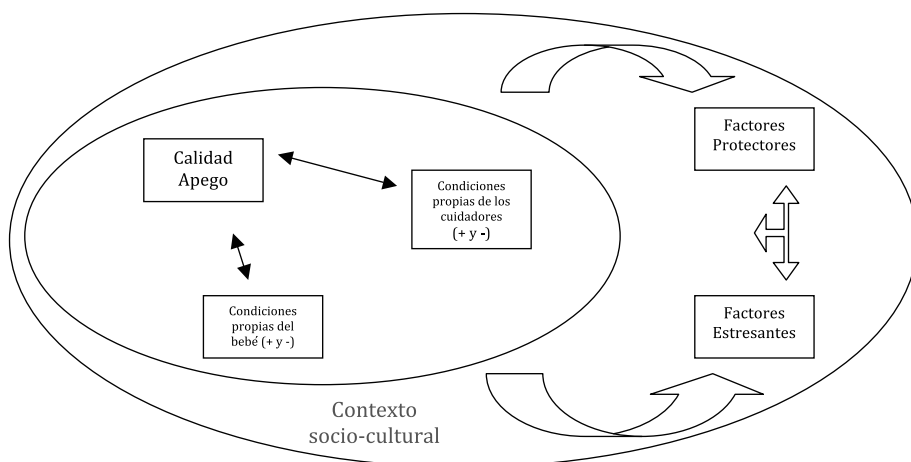 Calidad
Apego
Condiciones
propias de los
cuidadores
(+ y -)
Condiciones
propias del
bebé (+ y -)
Factores
Protectores
Factores
Estresantes
Contexto
socio-cultural